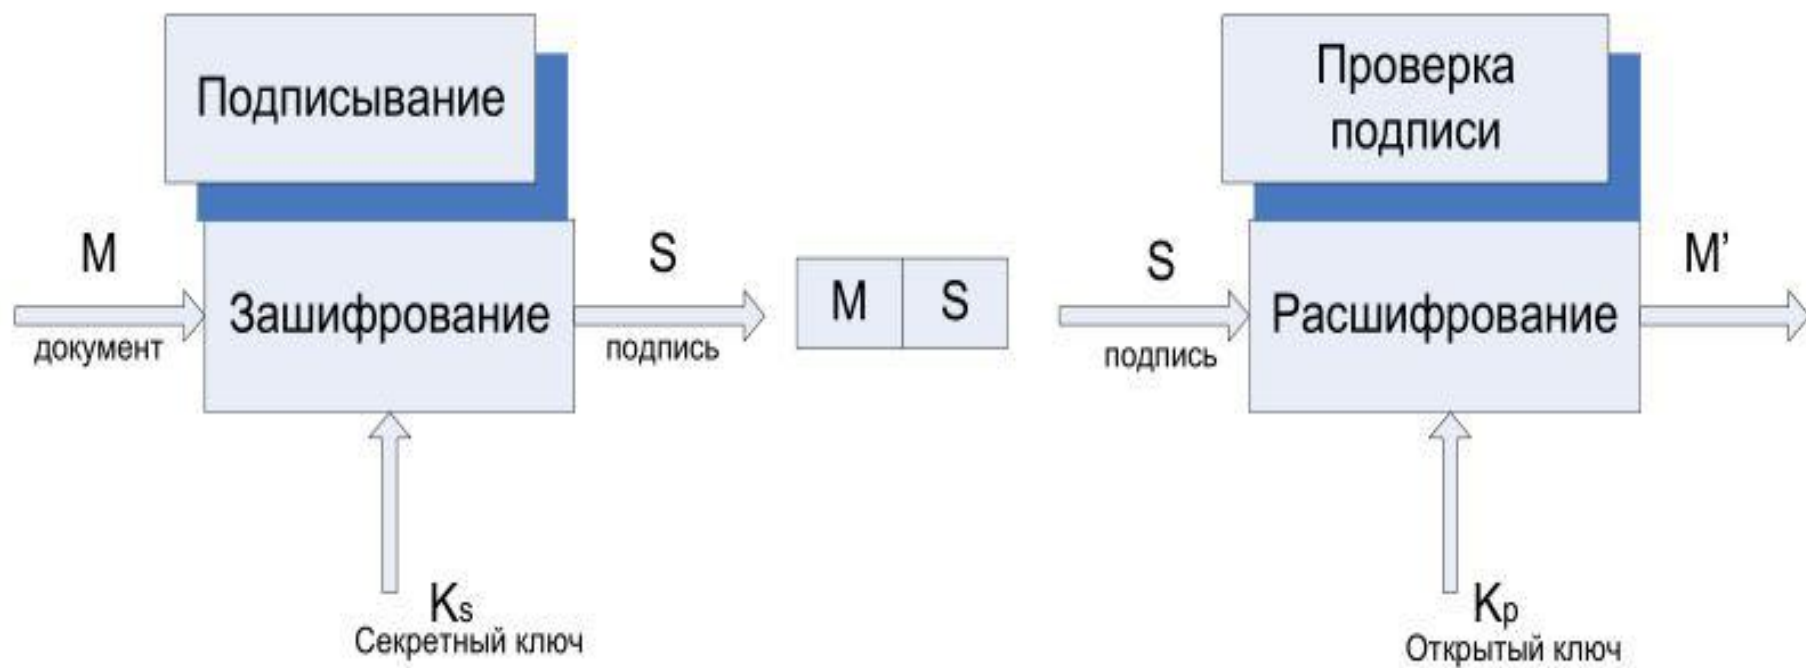 Подписывание
M
документ
Зашифрование
S
подпись
Ks
Секретный ключ
M S
Проверка
подписи
S
подпись
Расшифрование
M’
Kp
Открытый ключ